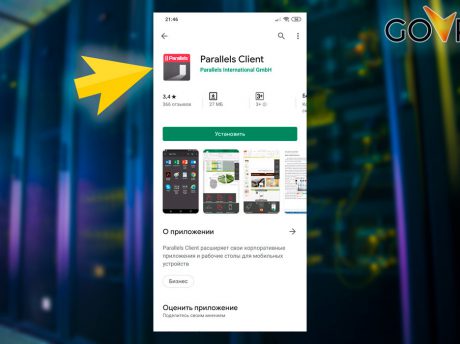 21:46
Parallels
Parallels Client
Parallels International GmbH
3,4★
366 отзывов
27 МБ
3+
3+
Установить
О приложении
Parallels Client расширяет свои корпоративные
приложения и рабочие столы для мобильных
устройств
Бизнес
Оценить приложение
Поделитесь своим мнением